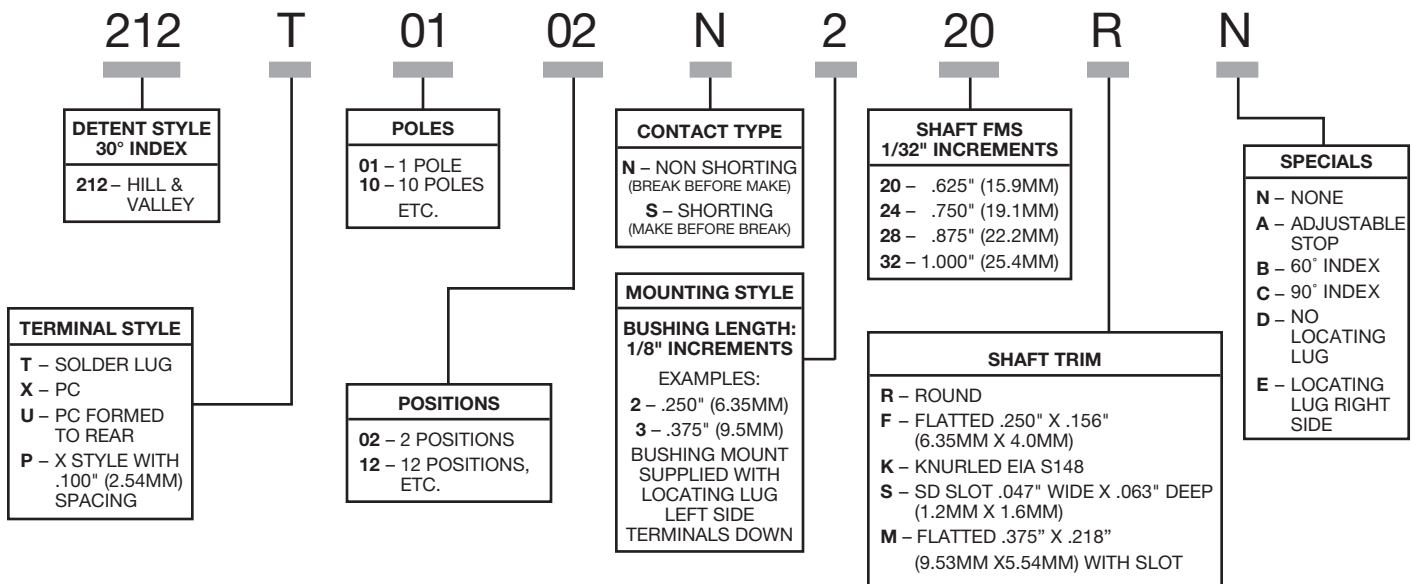 212 T 01 02 N 2 20 R N
DETENT STYLE
30° INDEX
212 – HILL &
VALLEY
TERMINAL STYLE
T – SOLDER LUG
X – PC
U – PC FORMED
TO REAR
P – X STYLE WITH
.100" (2.54MM)
SPACING
POLES
01 – 1 POLE
10 – 10 POLES
ETC.
POSITIONS
02 – 2 POSITIONS
12 – 12 POSITIONS,
ETC.
CONTACT TYPE
N – NON SHORTING
(BREAK BEFORE MAKE)
S – SHORTING
(MAKE BEFORE BREAK)
MOUNTING STYLE
BUSHING LENGTH:
1/8" INCREMENTS
EXAMPLES:
2 – .250" (6.35MM)
3 – .375" (9.5MM)
BUSHING MOUNT
SUPPLIED WITH
LOCATING LUG
LEFT SIDE
TERMINALS DOWN
SHAFT FMS
1/32" INCREMENTS
20 – .625" (15.9MM)
24 – .750" (19.1MM)
28 – .875" (22.2MM)
32 – 1.000" (25.4MM)
SHAFT TRIM
R – ROUND
F – FLATTED .250" X .156"
(6.35MM X 4.0MM)
K – KNURLED EIA S148
S – SD SLOT .047" WIDE X .063" DEEP
(1.2MM X 1.6MM)
M – FLATTED .375” X .218”
(9.53MM X5.54MM) WITH SLOT
SPECIALS
N – NONE
A – ADJUSTABLE
STOP
B – 60˚ INDEX
C – 90˚ INDEX
D – NO
LOCATING
LUG
E – LOCATING
LUG RIGHT
SIDE